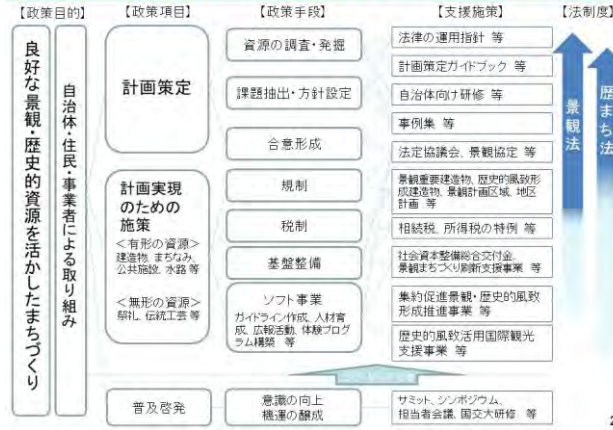 【政策目的】 【政策項目】 【政策手段】 【支援施策】 【法制度】
良好な景観・歴史的資源を活かしたまちづくり
自治体・住民・事業者による取り組み
計画策定
計画実現
のための
施策
<有形の資源>
建造物、まちなみ、
公共施設、水路 等
<無形の資源>
祭礼、伝統工芸 等
普及啓発
資源の調査・発掘
課題抽出・方針設定
合意形成
規制
税制
基盤整備
ソフト事業
ガイドライン作成、人材育
成、広報活動、体験プログ
ラム構築 等
意識の向上
機運の醸成
法律の運用指針 等
計画策定ガイドブック 等
自治体向け研修 等
事例集 等
法定協議会、景観協定 等
景観重要建造物、歴史的風致形
成建造物、景観計画区域、地区
計画 等
相続税、所得税の特例 等
社会資本整備総合交付金、
景観まちづくり刷新支援事業 等
集約促進景観・歴史的風致
形成推進事業 等
歴史的風致活用国際観光
支援事業 等
サミット、シンポジウム、
担当者会議、国交大研修 等
景観法
歴まち法